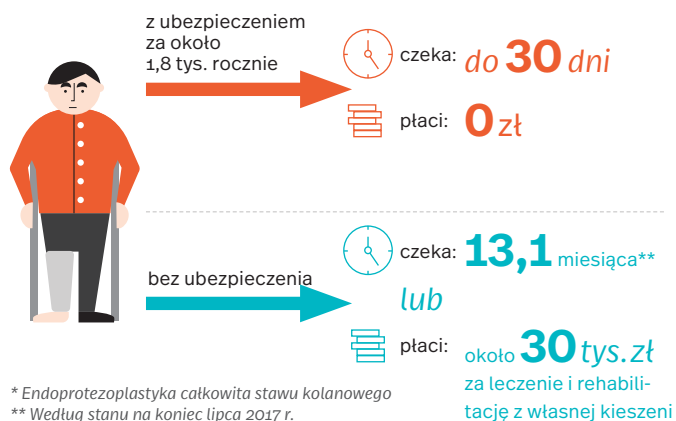 z ubezpieczeniem
za około
1,8 tys. rocznie
czeka: do 30 dni
płaci: 0 zł
bez ubezpieczenia
czeka: 13,1 miesiąca**
lub
płaci: około 30 tys. zł
za leczenie i rehabili-
tację z własnej kieszeni
* Endoprotezoplastyka całkowita stawu kolanowego
** Według stanu na koniec lipca 2017 r.